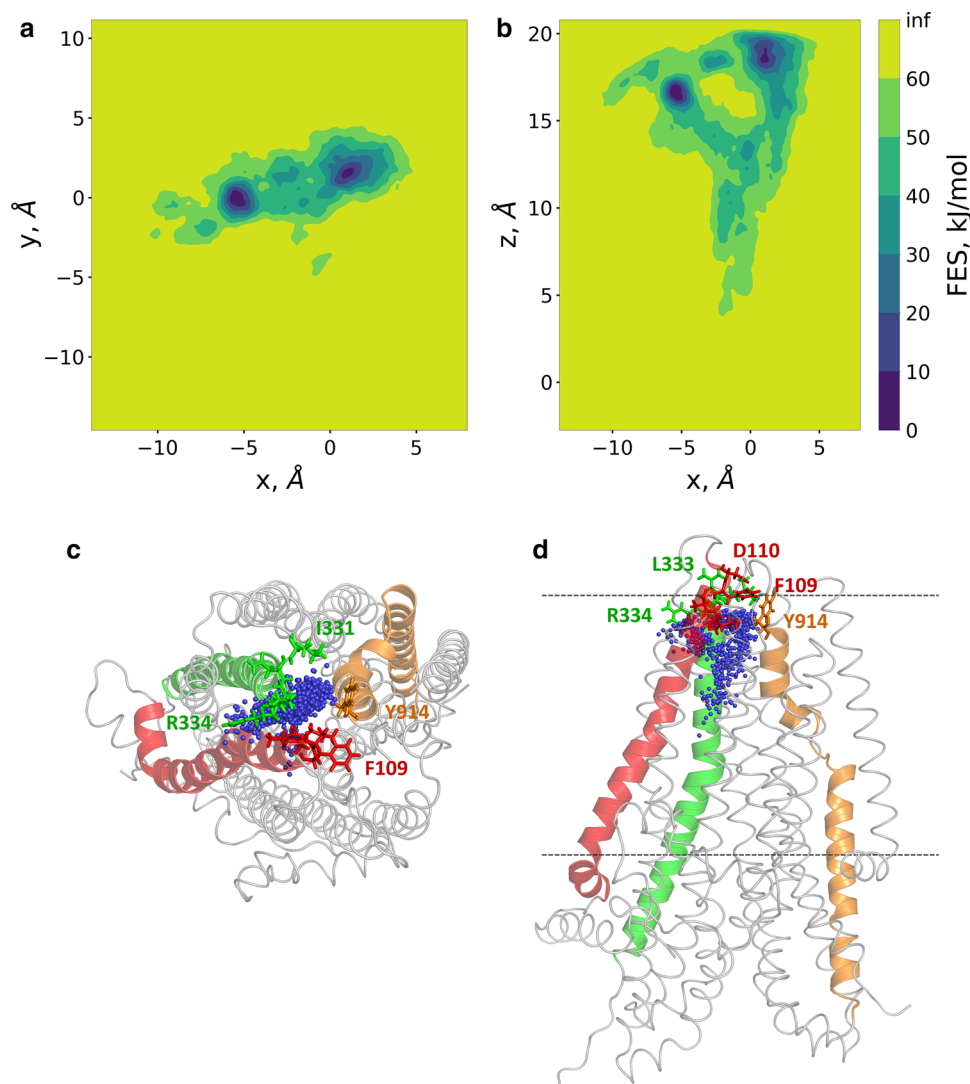 a
10
5
0
−5
−10
y, Å
−10 −5 0 5
x, Å
b
20
15
10
5
0
z, Å
−10 −5 0 5
x, Å
inf
60
50
40
30
20
10
0
FES, kJ/mol
c
I331
R334
Y914
F109
d
D110
L333
F109
R334
Y914